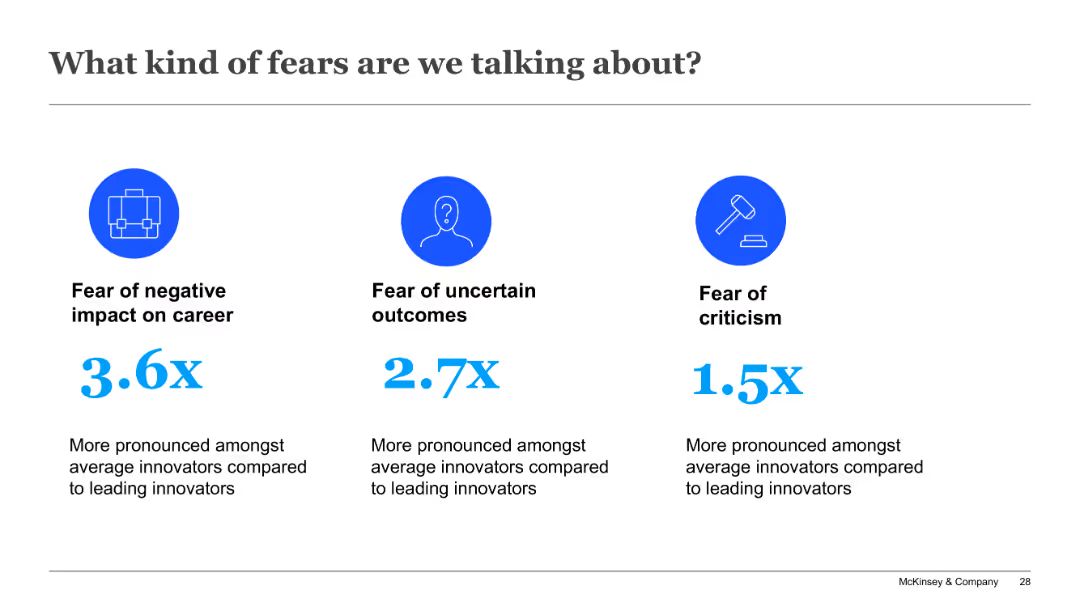 What kind of fears are we talking about?
Fear of negative
impact on career
3.6x
More pronounced amongst
average innovators compared
to leading innovators
?
Fear of uncertain
outcomes
2.7x
More pronounced amongst
average innovators compared
to leading innovators
Fear of
criticism
1.5x
More pronounced amongst
average innovators compared
to leading innovators
McKinsey & Company 28